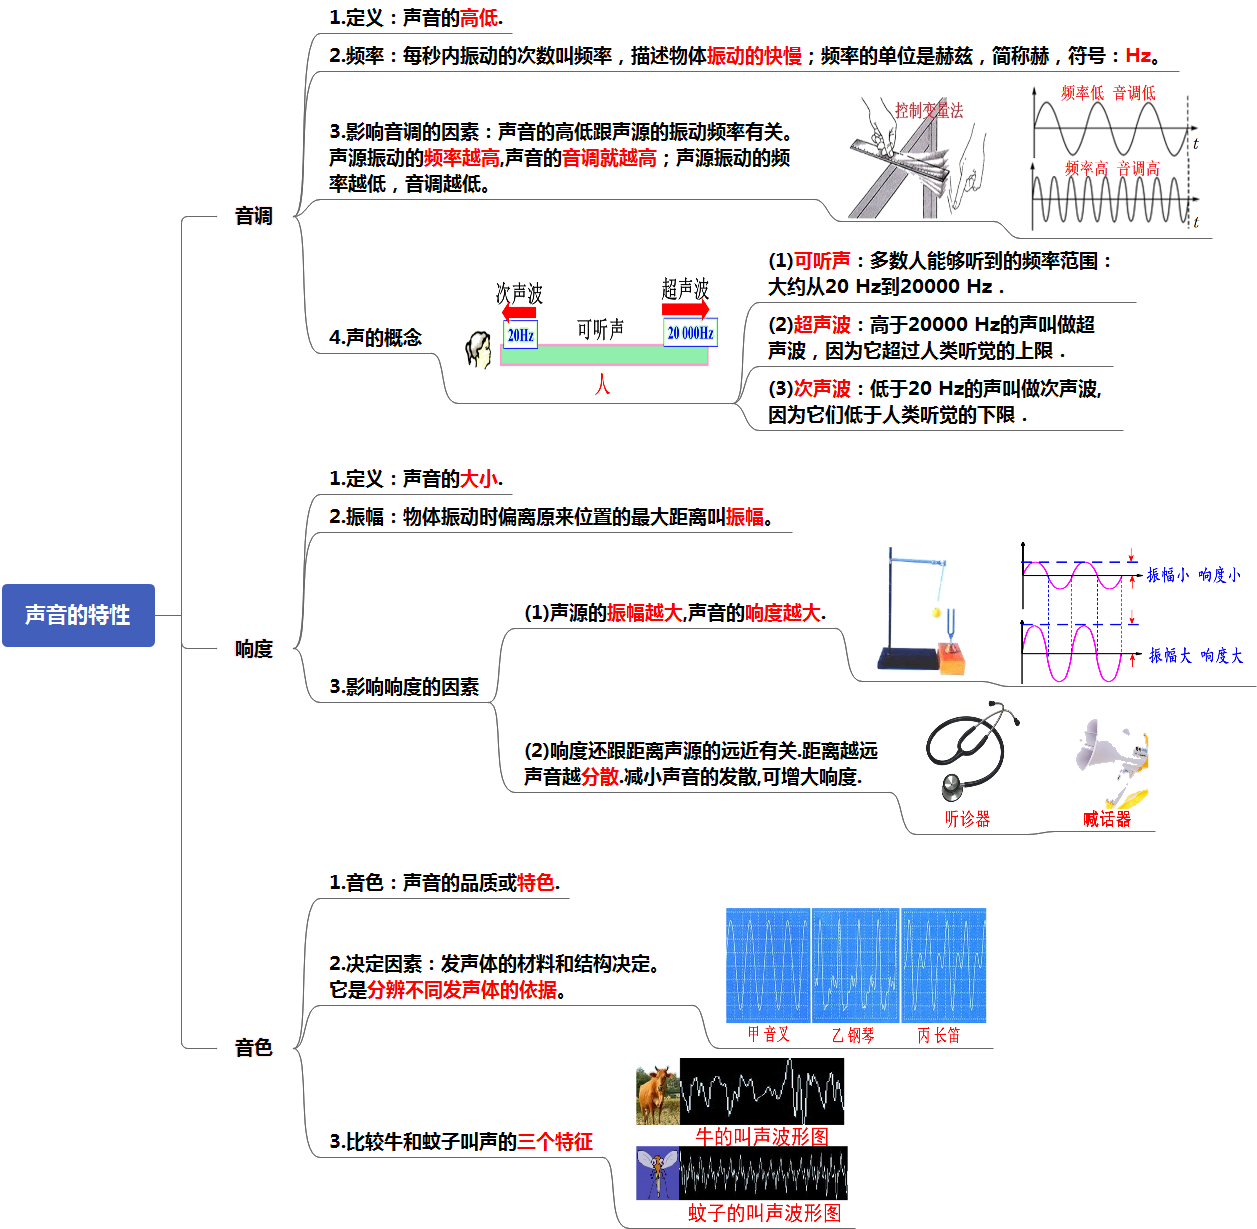 声音的特性
音调
1.定义：声音的高低.
2.频率：每秒内振动的次数叫频率，描述物体振动的快慢；频率的单位是赫兹，简称赫，符号：Hz。
3.影响音调的因素：声音的高低跟声源的振动频率有关。
声源振动的频率越高,声音的音调就越高；声源振动的频
率越低，音调越低。
控制变量法
频率低 音调低
t
频率高 音调高
t
4.声的概念
次声波
超声波
20Hz
可听声
20 000Hz
人
(1)可听声：多数人能够听到的频率范围：
大约从20 Hz到20000 Hz．
(2)超声波：高于20000 Hz的声叫做超
声波，因为它超过人类听觉的上限．
(3)次声波：低于20 Hz的声叫做次声波,
因为它们低于人类听觉的下限．
响度
1.定义：声音的大小.
2.振幅：物体振动时偏离原来位置的最大距离叫振幅。
3.影响响度的因素
(1)声源的振幅越大,声音的响度越大.
振幅小 响度小
振幅大 响度大
(2)响度还跟距离声源的远近有关.距离越远
声音越分散.减小声音的发散,可增大响度.
听诊器
喊话器
音色
1.音色：声音的品质或特色.
2.决定因素：发声体的材料和结构决定。
它是分辨不同发声体的依据。
甲 音叉
乙 钢琴
丙 长笛
3.比较牛和蚊子叫声的三个特征
牛的叫声波形图
蚊子的叫声波形图